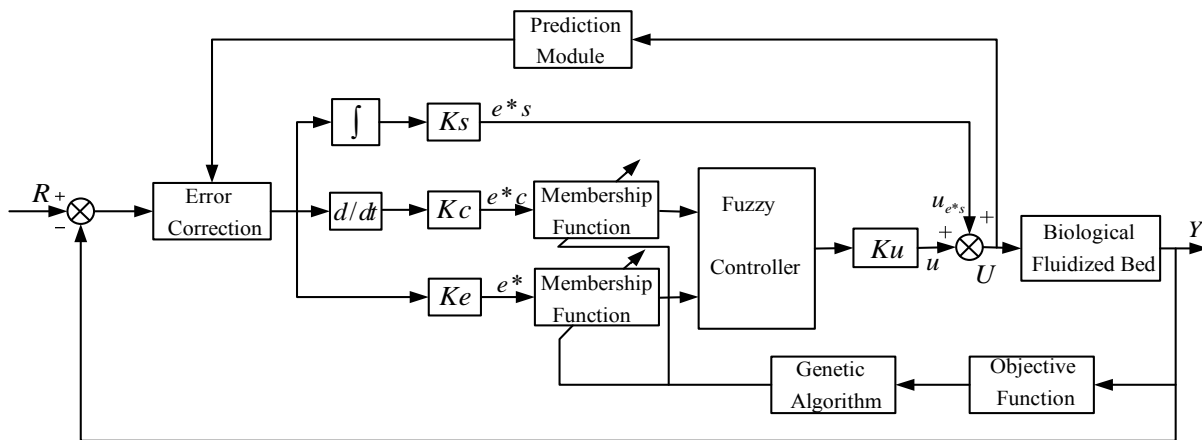 Prediction
Module
∫
Ks
e*s
R
+
−
Error
Correction
d/dt
Kc
e*c
Membership
Function
Fuzzy
Controller
Ku
u
u_{e*s}
+
+
U
Biological
Fluidized Bed
Y
Ke
e*
Membership
Function
Genetic
Algorithm
Objective
Function